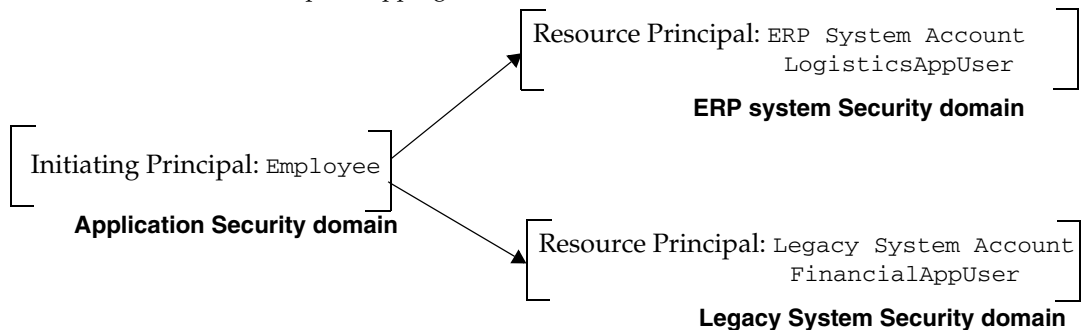 Resource Principal: ERP System Account
LogisticsAppUser
ERP system Security domain
Initiating Principal: Employee
Application Security domain
Resource Principal: Legacy System Account
FinancialAppUser
Legacy System Security domain